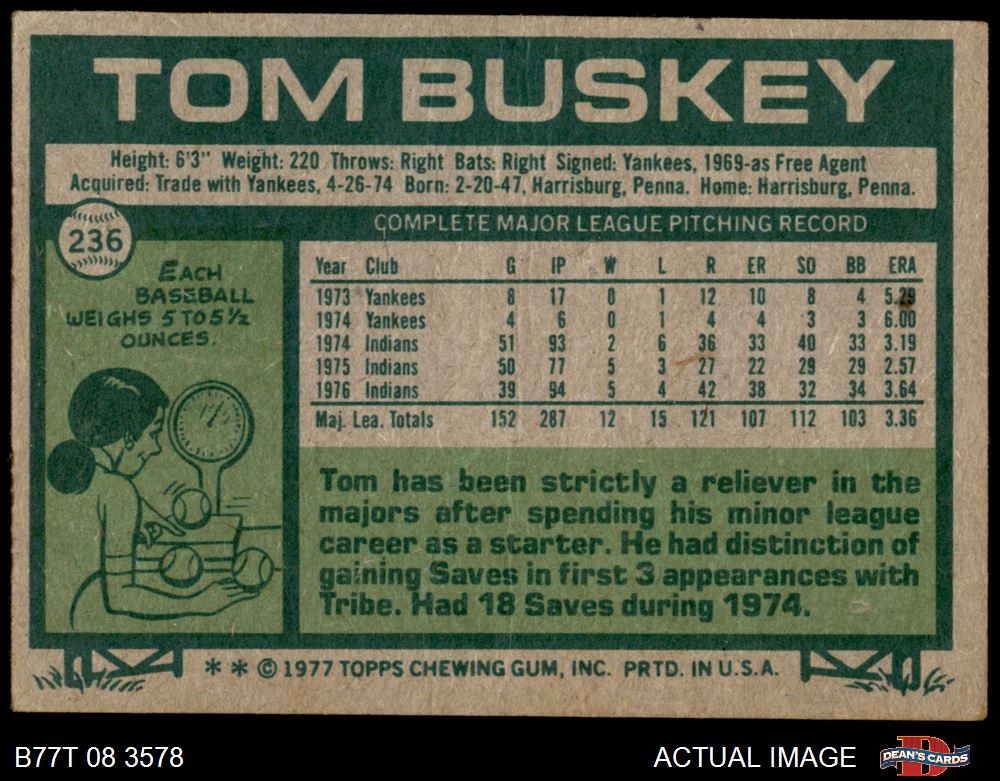 TOM BUSKEY
Height: 6'3" Weight: 220 Throws: Right Bats: Right Signed: Yankees, 1969-as Free Agent
Acquired: Trade with Yankees, 4-26-74 Born: 2-20-47, Harrisburg, Penna. Home: Harrisburg, Penna.
236
EACH
BASEBALL
WEIGHS 5 TO 5½
OUNCES.
COMPLETE MAJOR LEAGUE PITCHING RECORD
Year Club G IP W L R ER SO BB ERA
1973 Yankees 8 17 0 1 12 10 8 4 5.29
1974 Yankees 4 6 0 1 4 4 3 3 6.00
1974 Indians 51 93 2 6 36 33 40 33 3.19
1975 Indians 50 77 5 3 27 22 29 29 2.57
1976 Indians 39 94 5 4 42 38 32 34 3.64
Maj. Lea. Totals 152 287 12 15 121 107 112 103 3.36
Tom has been strictly a reliever in the
majors after spending his minor league
career as a starter. He had distinction of
gaining Saves in first 3 appearances with
Tribe. Had 18 Saves during 1974.
** © 1977 TOPPS CHEWING GUM, INC. PRTD. IN U.S.A.
B77T 08 3578
ACTUAL IMAGE
DEAN'S CARDS